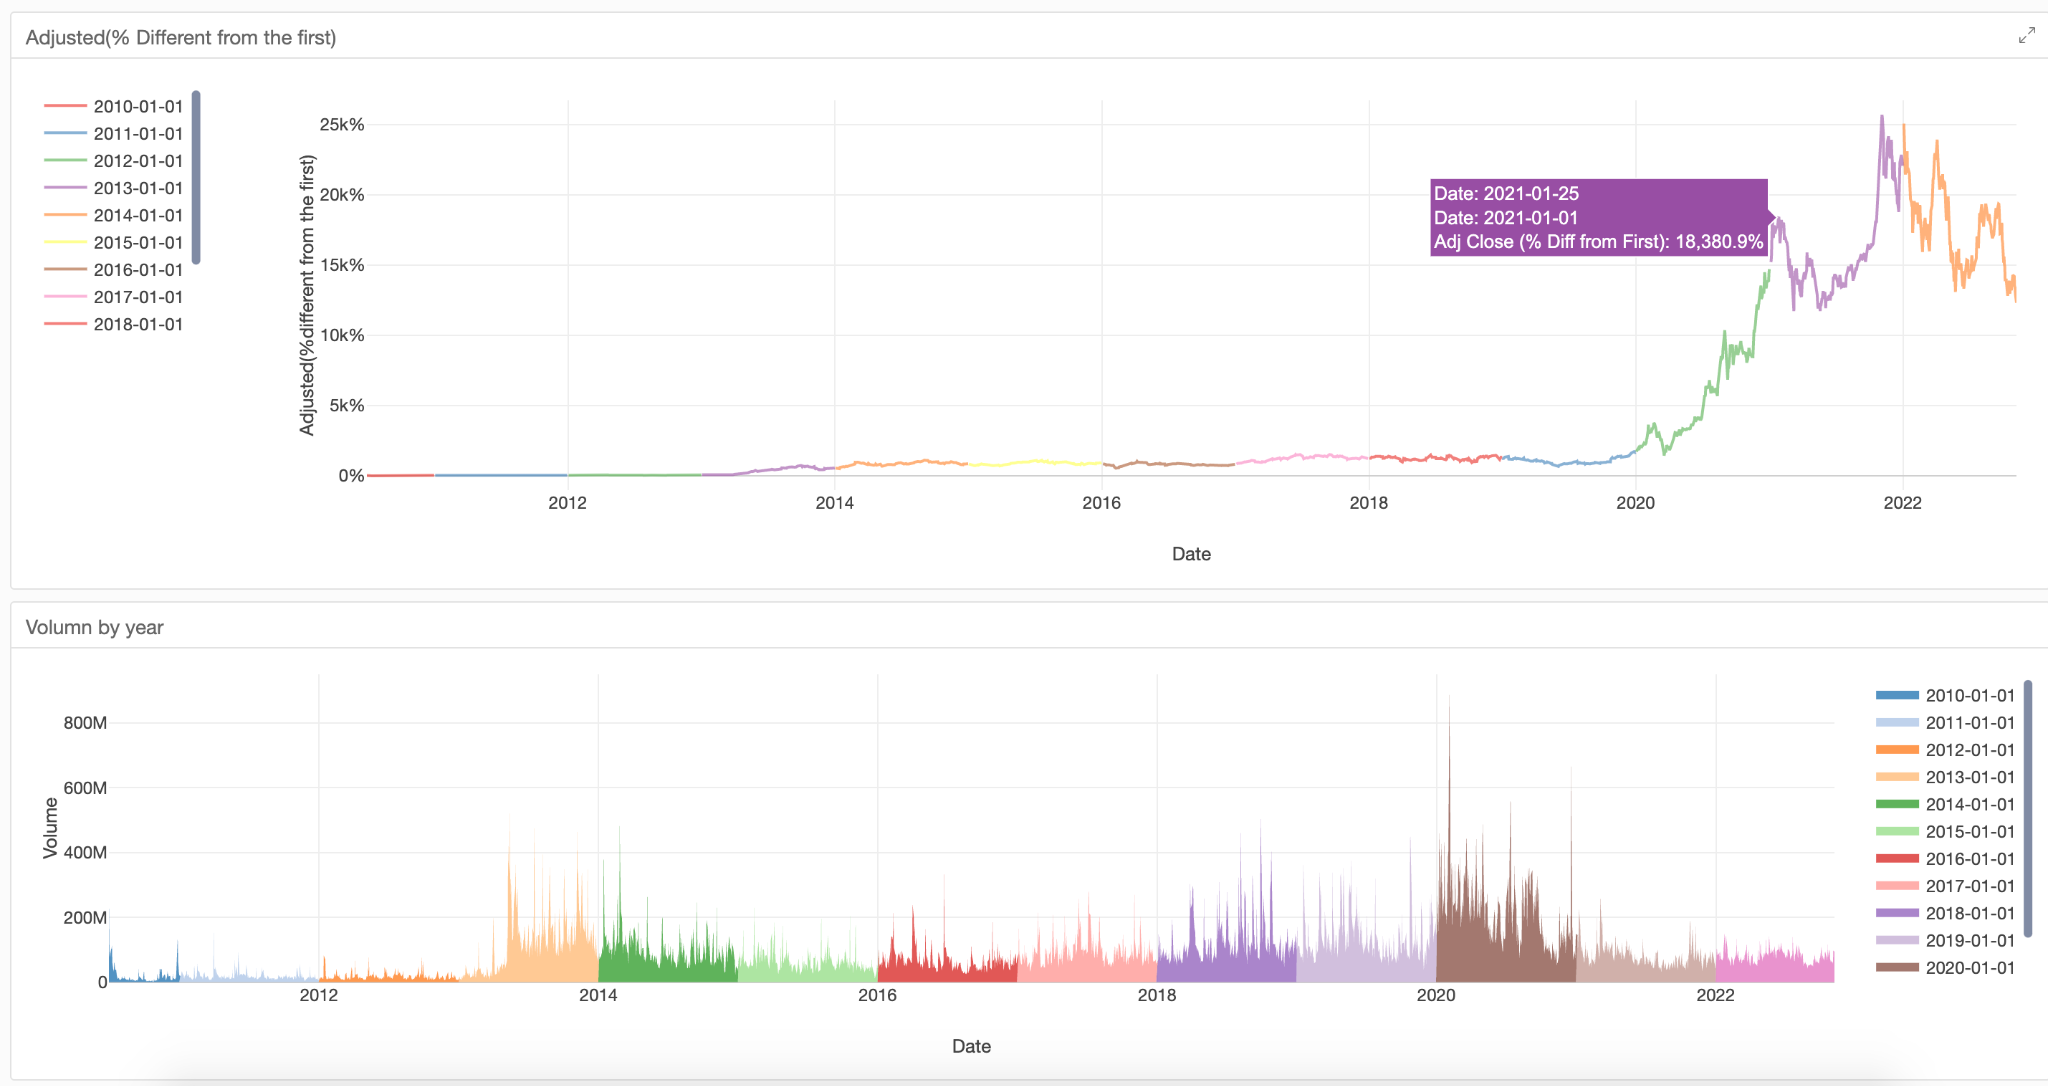 Adjusted(% Different from the first)
2010-01-01
2011-01-01
2012-01-01
2013-01-01
2014-01-01
2015-01-01
2016-01-01
2017-01-01
2018-01-01
Adjusted(%different from the first)
25k%
20k%
15k%
10k%
5k%
0%
Date: 2021-01-25
Date: 2021-01-01
Adj Close (% Diff from First): 18,380.9%
2012
2014
2016
2018
2020
2022
Date
Volumn by year
Volume
800M
600M
400M
200M
0
2012
2014
2016
2018
2020
2022
Date
2010-01-01
2011-01-01
2012-01-01
2013-01-01
2014-01-01
2015-01-01
2016-01-01
2017-01-01
2018-01-01
2019-01-01
2020-01-01